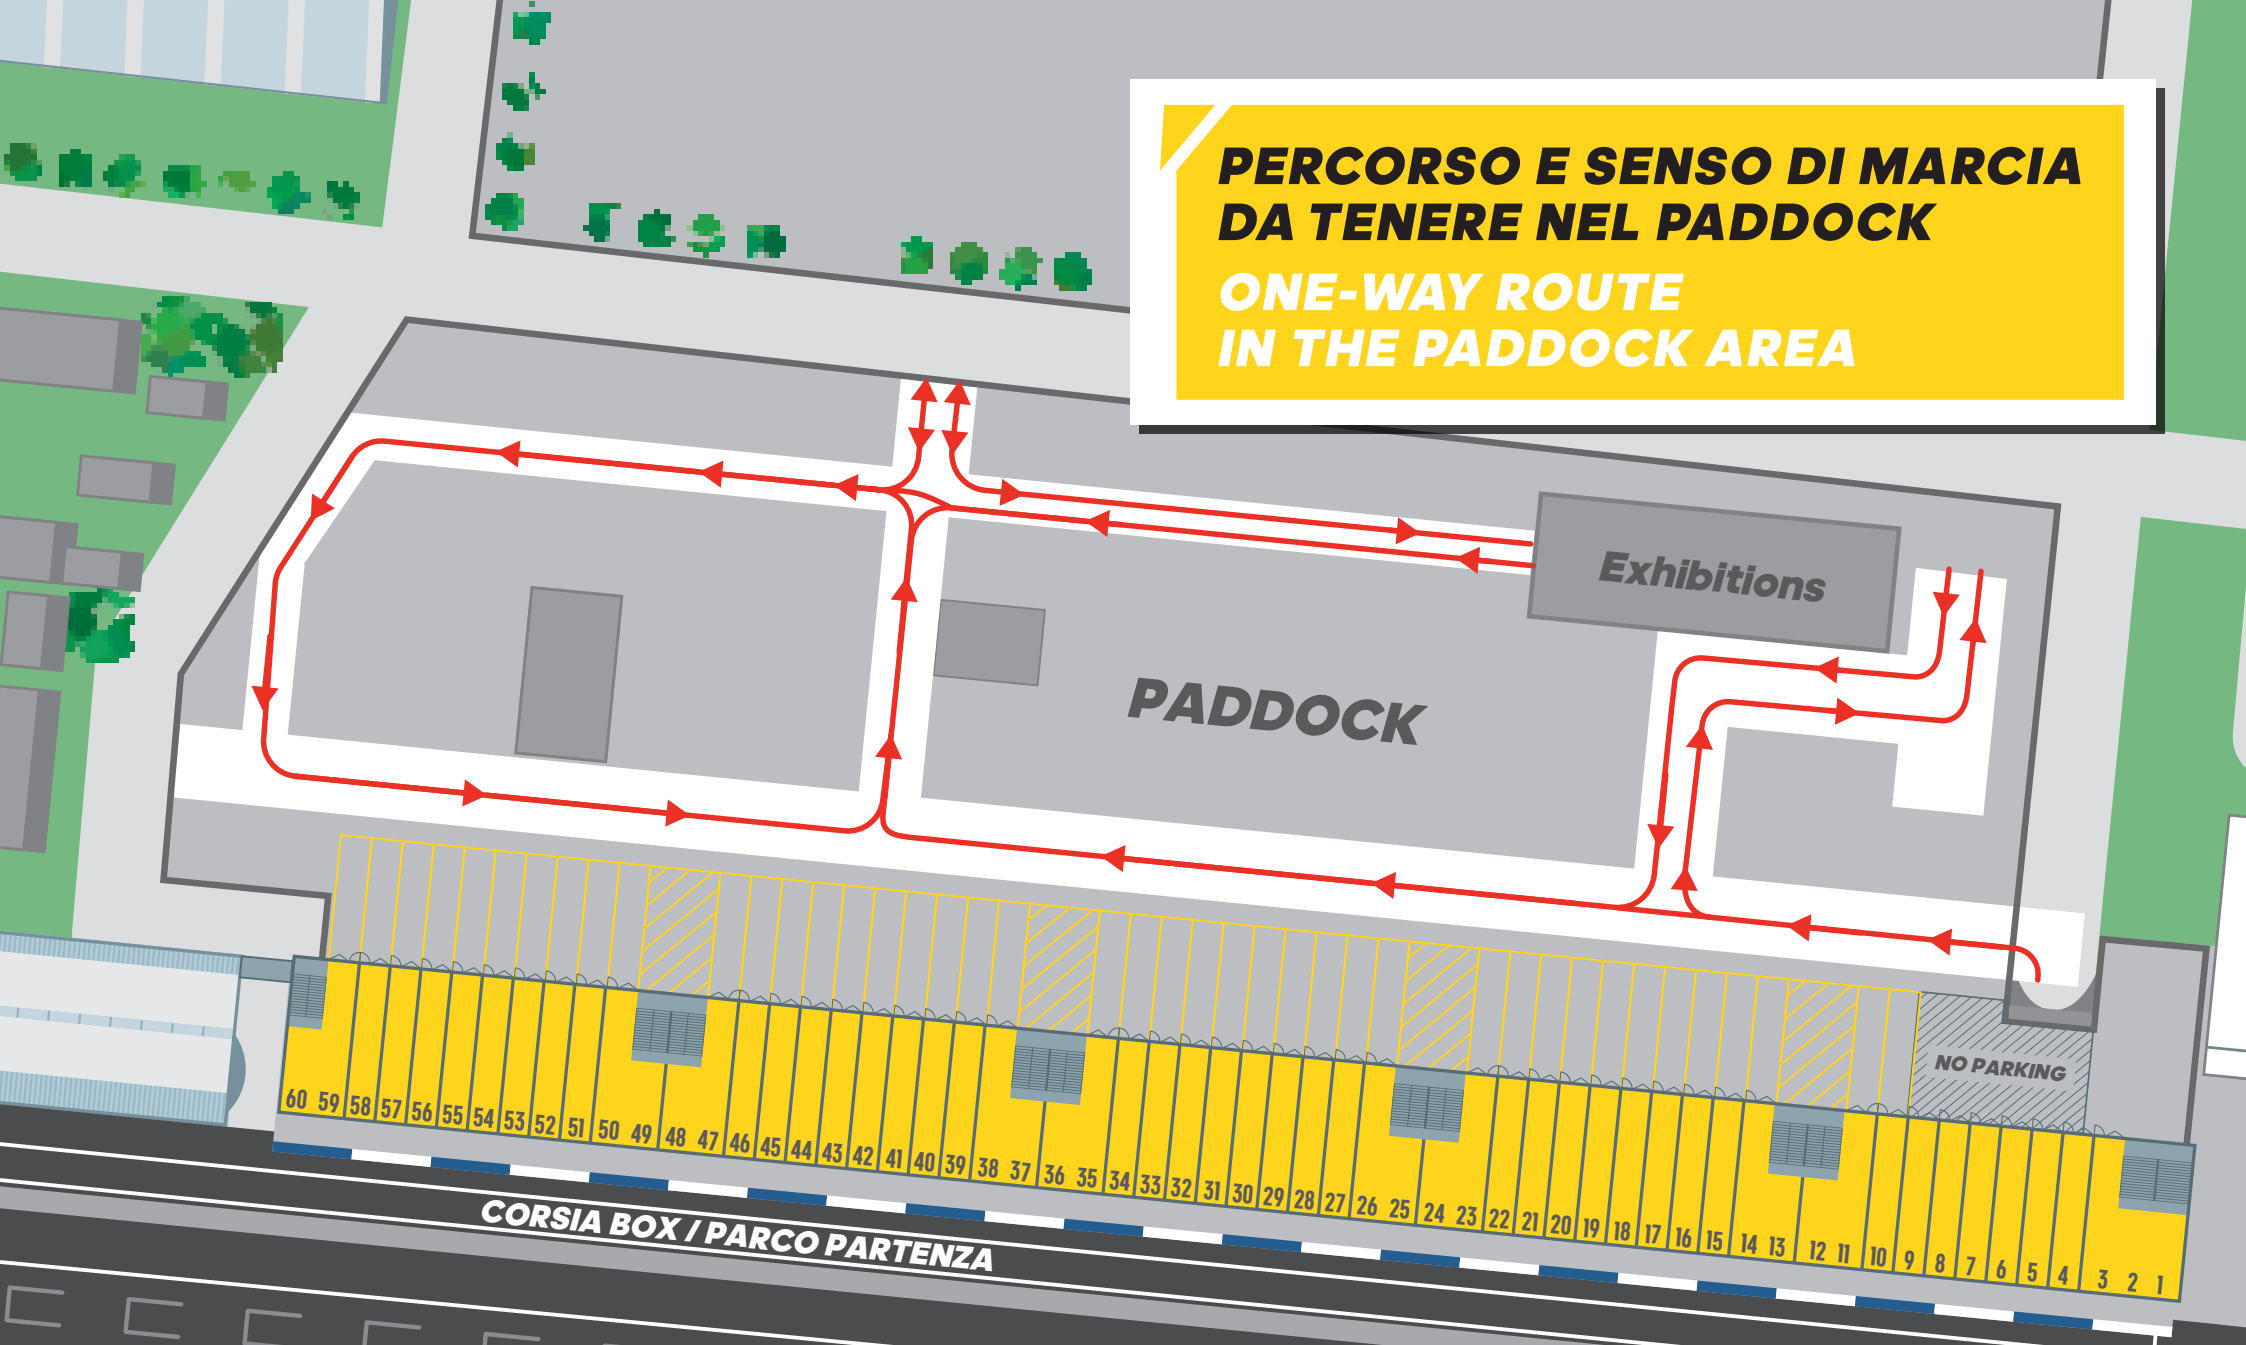 PERCORSO E SENSO DI MARCIA
DA TENERE NEL PADDOCK
ONE-WAY ROUTE
IN THE PADDOCK AREA
Exhibitions
PADDOCK
NO PARKING
60 59 58 57 56 55 54 53 52 51 50 49 48 47 46 45 44 43 42 41 40 39 38 37 36 35 34 33 32 31 30 29 28 27 26 25 24 23 22 21 20 19 18 17 16 15 14 13 12 11 10 9 8 7 6 5 4 3 2 1
CORSIA BOX / PARCO PARTENZA